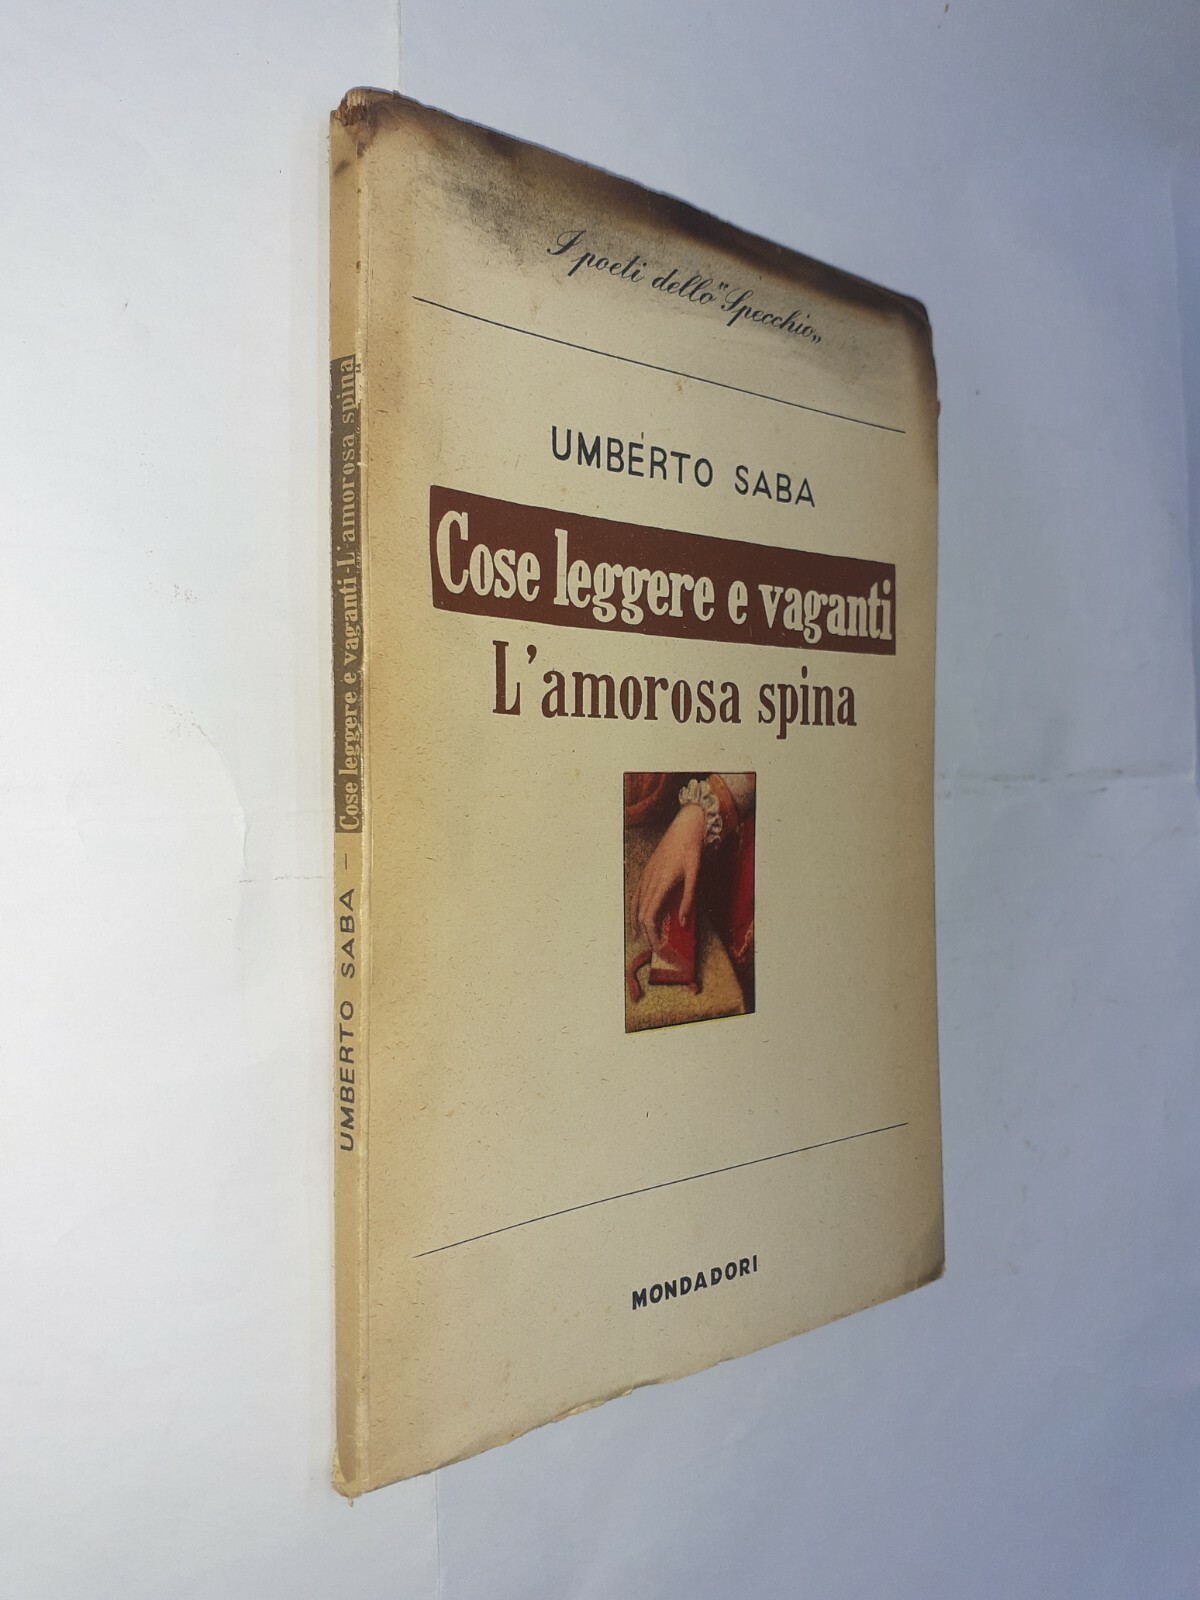 I poeti dello "Specchio„
UMBERTO SABA
Cose leggere e vaganti
L'amorosa spina
MONDADORI
UMBERTO SABA — Cose leggere e vaganti-L'amorosa spina